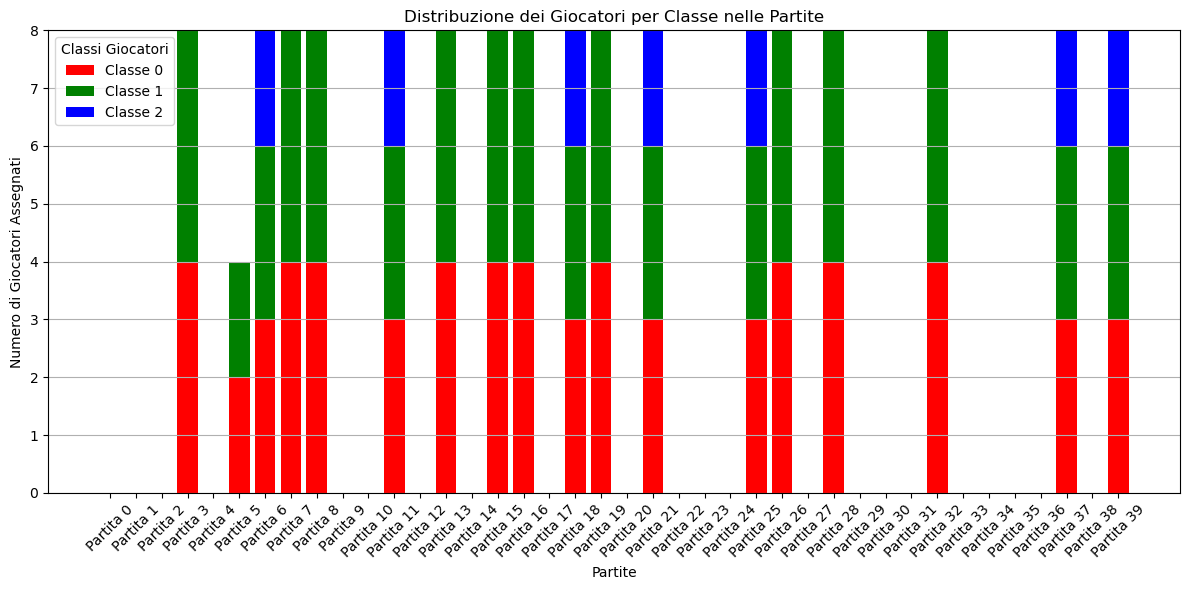 Distribuzione dei Giocatori per Classe nelle Partite
Classi Giocatori
Classe 0
Classe 1
Classe 2
Numero di Giocatori Assegnati
8
7
6
5
4
3
2
1
0
Partita 0
Partita 1
Partita 2
Partita 3
Partita 4
Partita 5
Partita 6
Partita 7
Partita 8
Partita 9
Partita 10
Partita 11
Partita 12
Partita 13
Partita 14
Partita 15
Partita 16
Partita 17
Partita 18
Partita 19
Partita 20
Partita 21
Partita 22
Partita 23
Partita 24
Partita 25
Partita 26
Partita 27
Partita 28
Partita 29
Partita 30
Partita 31
Partita 32
Partita 33
Partita 34
Partita 35
Partita 36
Partita 37
Partita 38
Partita 39
Partite